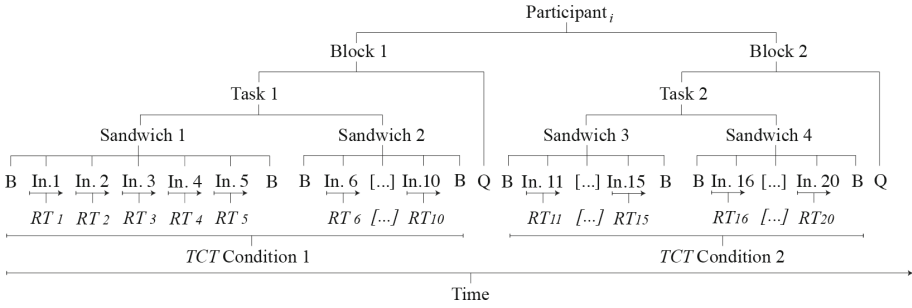 Participant i
Block 1 Block 2
Task 1 Task 2
Sandwich 1 Sandwich 2 Sandwich 3 Sandwich 4
B In.1 In. 2 In. 3 In. 4 In. 5 B B In. 6 [...] In.10 B Q B In. 11 [...] In.15 B B In. 16 [...] In. 20 B Q
RT 1 RT 2 RT 3 RT 4 RT 5 RT 6 [...] RT10 RT11 [...] RT15 RT16 [...] RT20
TCT Condition 1 TCT Condition 2
Time